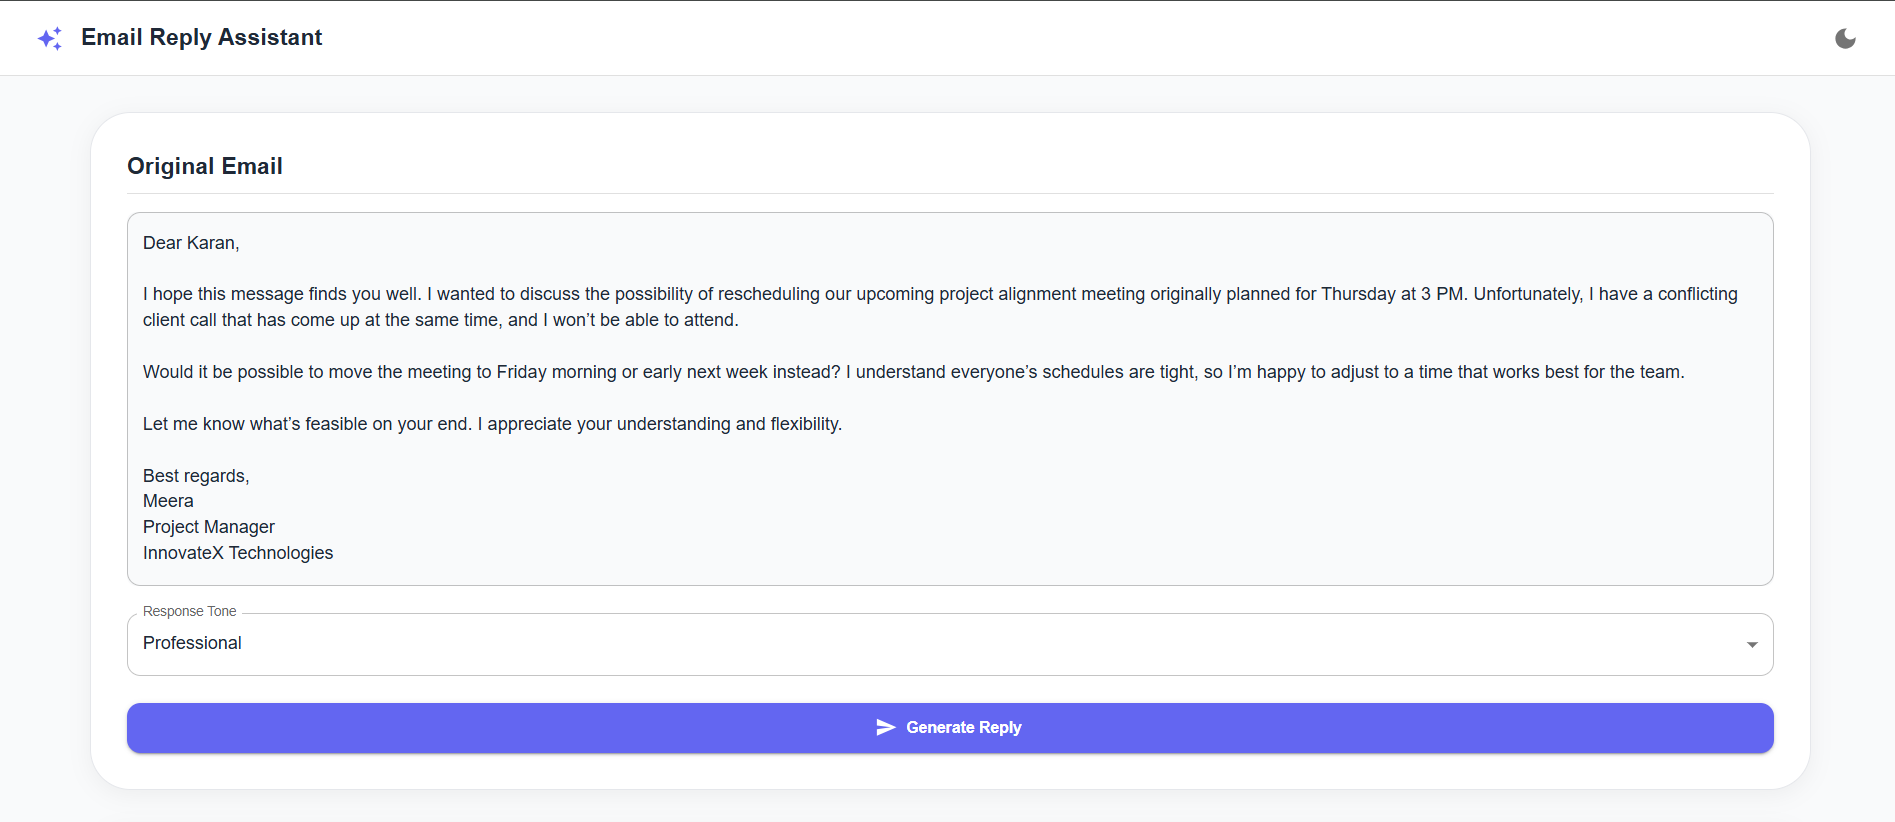 Email Reply Assistant
Original Email
Dear Karan,
I hope this message finds you well. I wanted to discuss the possibility of rescheduling our upcoming project alignment meeting originally planned for Thursday at 3 PM. Unfortunately, I have a conflicting
client call that has come up at the same time, and I won’t be able to attend.
Would it be possible to move the meeting to Friday morning or early next week instead? I understand everyone’s schedules are tight, so I’m happy to adjust to a time that works best for the team.
Let me know what’s feasible on your end. I appreciate your understanding and flexibility.
Best regards,
Meera
Project Manager
InnovateX Technologies
Response Tone
Professional
Generate Reply